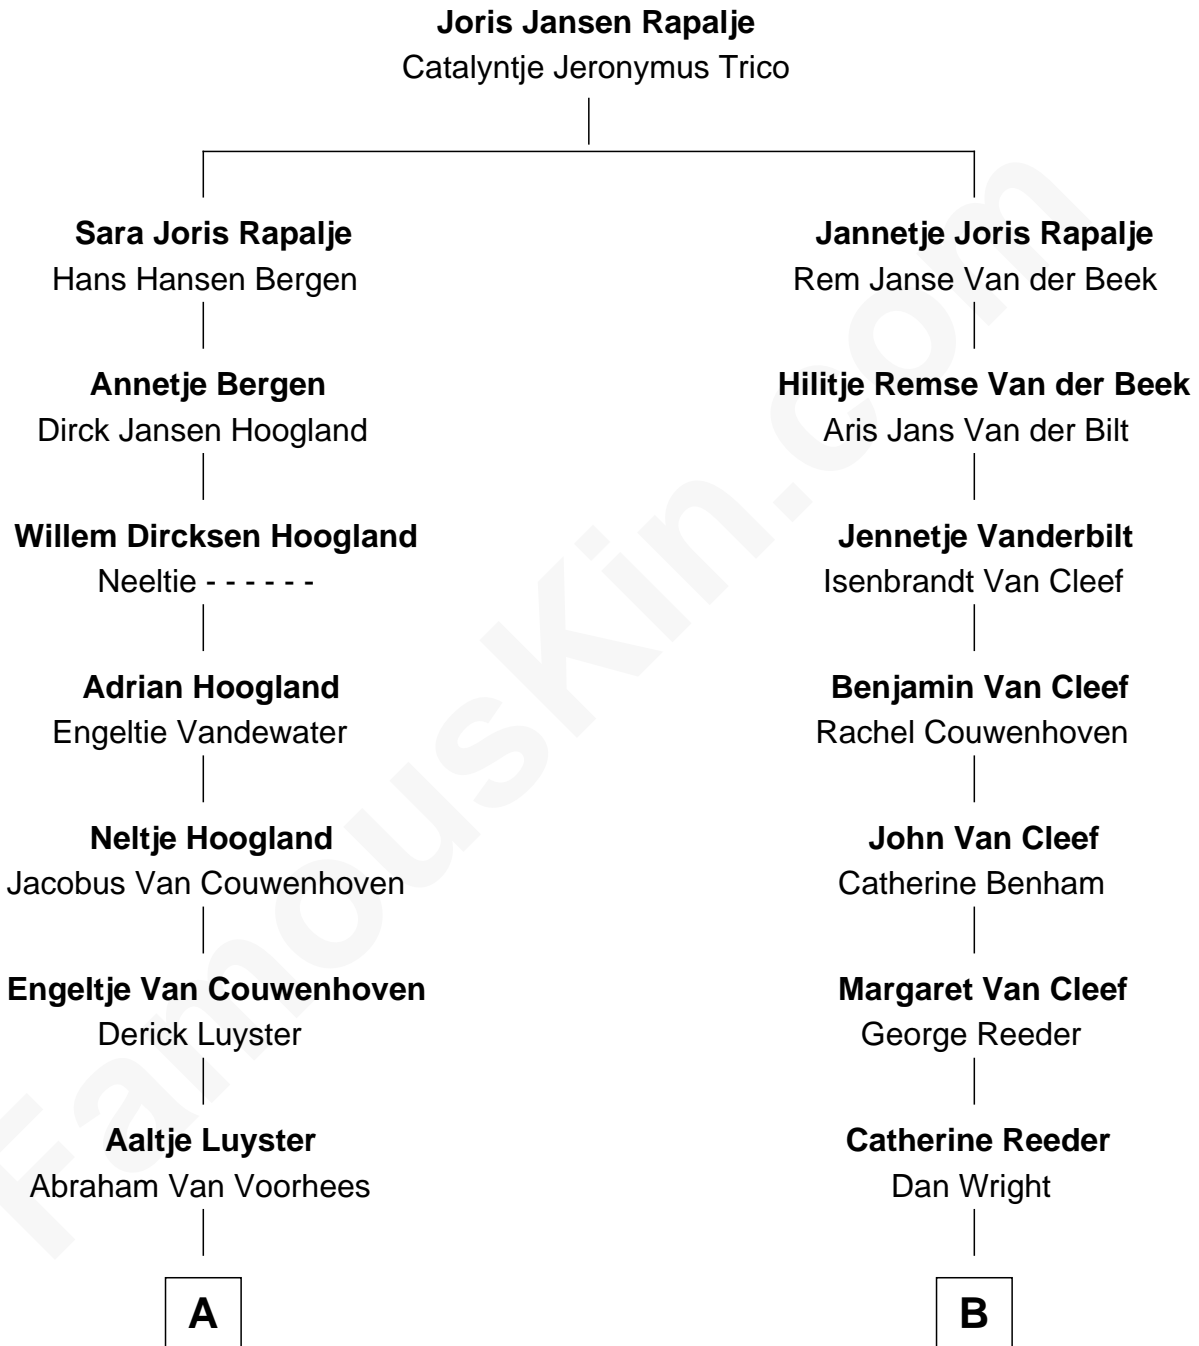 Joris Jansen Rapalje
Catalyntje Jeronymus Trico
Sara Joris Rapalje
Hans Hansen Bergen
Annetje Bergen
Dirck Jansen Hoogland
Willem Dircksen Hoogland
Neeltie - - - - - -
Adrian Hoogland
Engeltie Vandewater
Neltje Hoogland
Jacobus Van Couwenhoven
Engeltje Van Couwenhoven
Derick Luyster
Aaltje Luyster
Abraham Van Voorhees
A
Jannetje Joris Rapalje
Rem Janse Van der Beek
Hilitje Remse Van der Beek
Aris Jans Van der Bilt
Jennetje Vanderbilt
Isenbrandt Van Cleef
Benjamin Van Cleef
Rachel Couwenhoven
John Van Cleef
Catherine Benham
Margaret Van Cleef
George Reeder
Catherine Reeder
Dan Wright
B
FamousKin.com